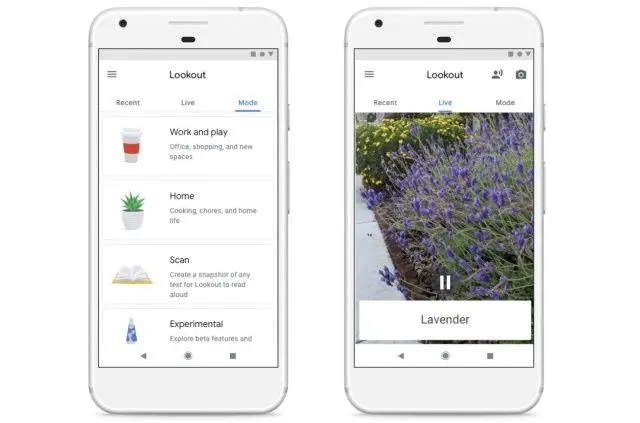 Lookout
Recent Live Mode
Work and play
Office, shopping, and new
spaces
Home
Cooking, chores, and home
life
Scan
Create a snapshot of any
text for Lookout to read
aloud
Experimental
Explore beta features and
Lookout
Recent Live Mode
Lavender